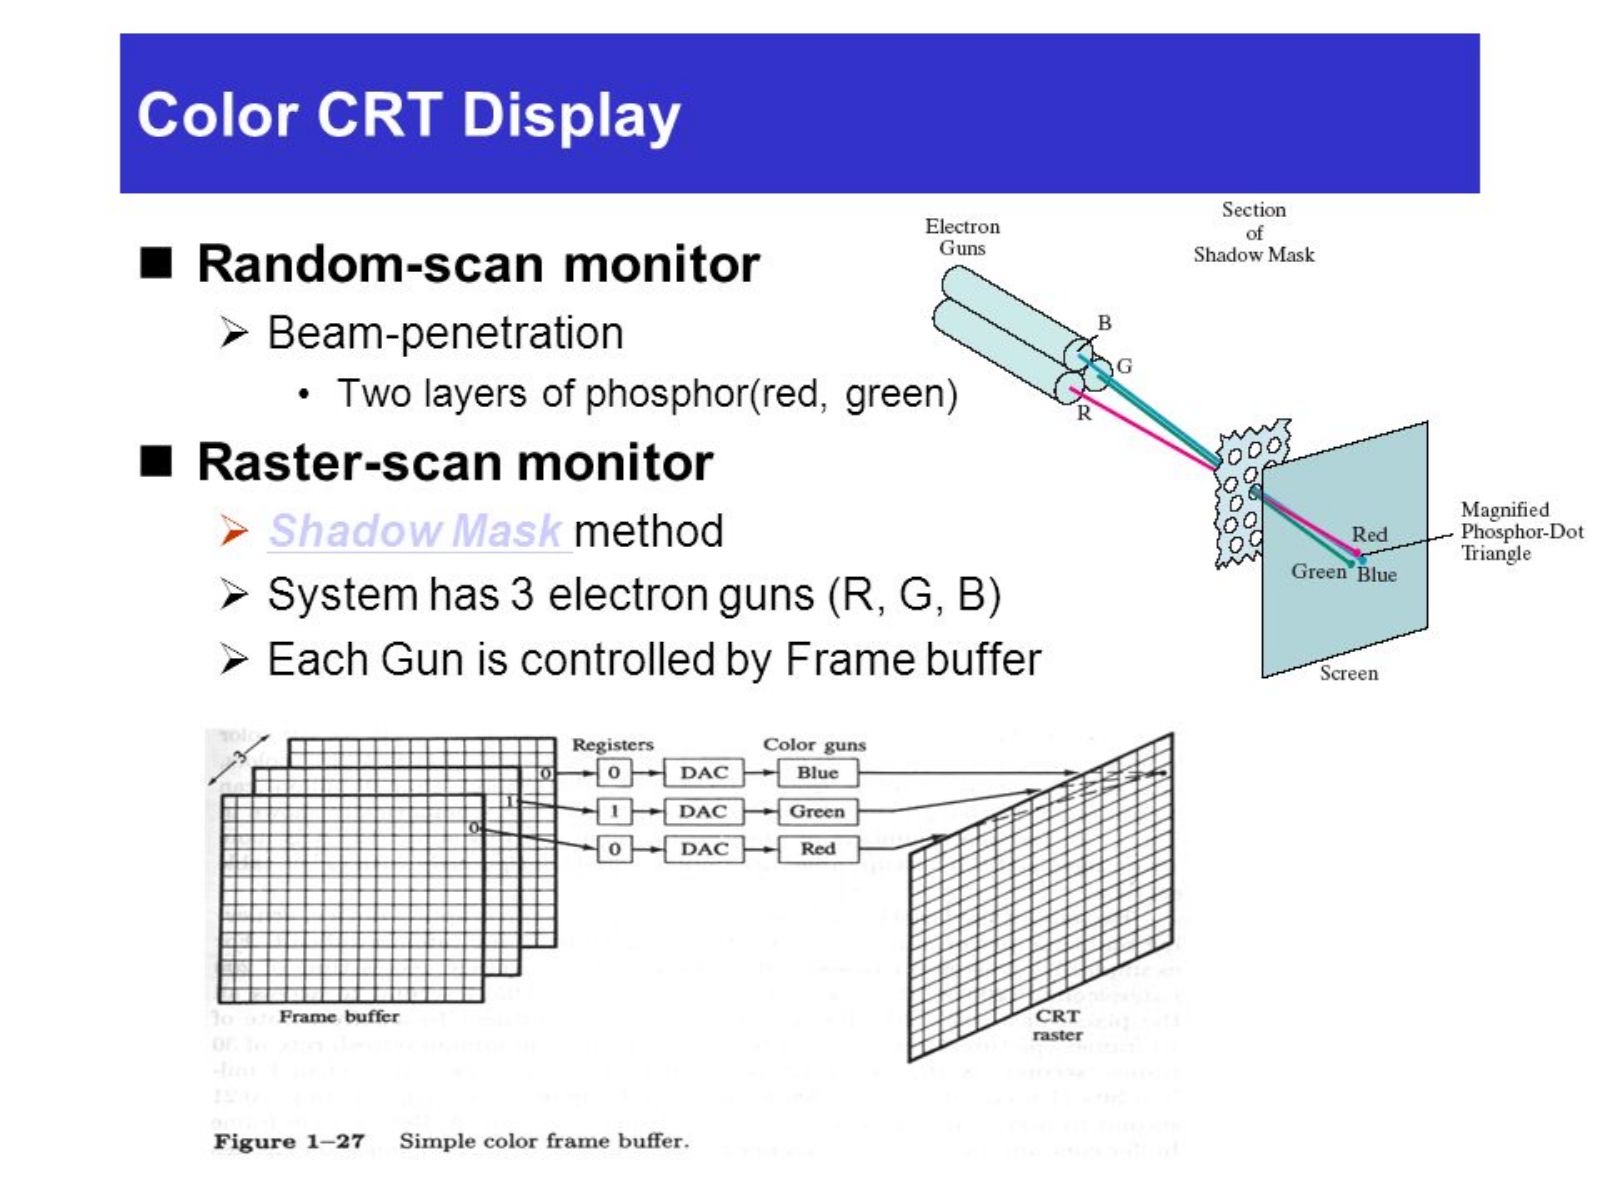 Color CRT Display
Random-scan monitor
Beam-penetration
Two layers of phosphor(red, green)
Raster-scan monitor
Shadow Mask method
System has 3 electron guns (R, G, B)
Each Gun is controlled by Frame buffer
Electron
Guns
Section
of
Shadow Mask
B
G
R
Red
Green Blue
Magnified
Phosphor-Dot
Triangle
Screen
3
Registers
Color guns
0 0 DAC Blue
1 1 DAC Green
0 0 DAC Red
Frame buffer
CRT
raster
Figure 1–27 Simple color frame buffer.